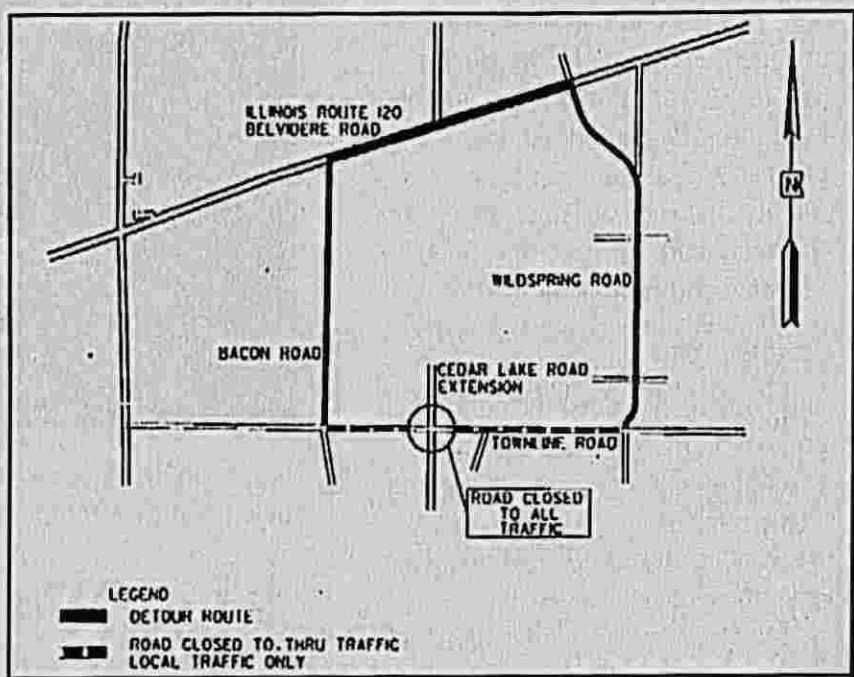 ILLINOIS ROUTE 120
BELVIDERE ROAD
N
WILDSPRING ROAD
BACON ROAD
CEDAR LAKE ROAD
EXTENSION
TOWNLINE ROAD
ROAD CLOSED
TO ALL
TRAFFIC
LEGEND
DETOUR ROUTE
ROAD CLOSED TO THRU TRAFFIC
LOCAL TRAFFIC ONLY